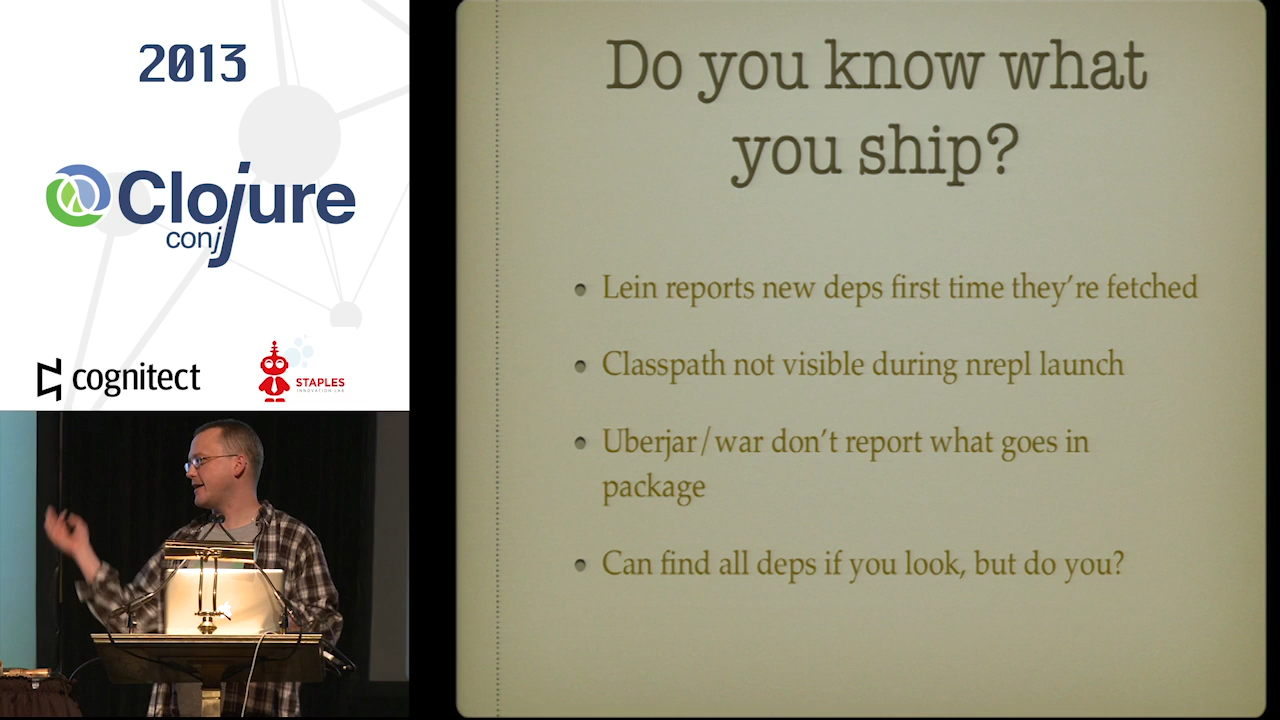 2013
Clojure
conj
cognitect
STAPLES
INNOVATION LAB
Do you know what
you ship?
Lein reports new deps first time they’re fetched
Classpath not visible during nrepl launch
Uberjar/war don’t report what goes in
package
Can find all deps if you look, but do you?